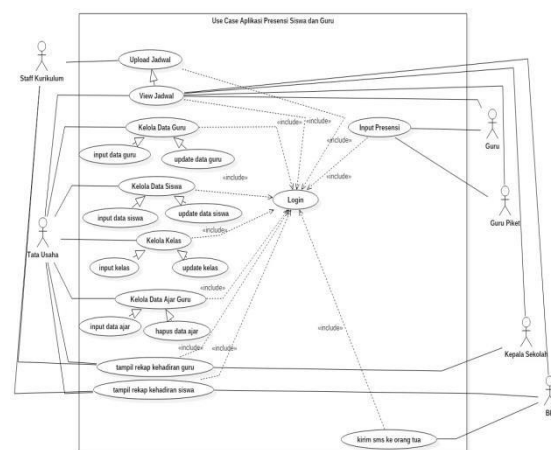 Use Case Aplikasi Presensi Siswa dan Guru
Staff Kurikulum
Upload Jadwal
View Jadwal
«include»
«include»
Kelola Data Guru
«include»
Input Presensi
Guru
input data guru
update data guru
«include»
«include»
Kelola Data Siswa
Login
Guru Piket
input data siswa
update data siswa
«include»
Tata Usaha
Kelola Kelas
input kelas
update kelas
«include»
Kelola Data Ajar Guru
input data ajar
hapus data ajar
«include»
«include»
«include»
Kepala Sekolah
tampil rekap kehadiran guru
tampil rekap kehadiran siswa
kirim sms ke orang tua